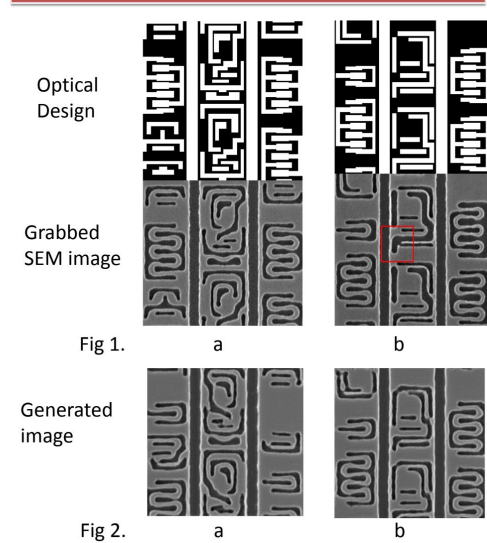 Optical
Design
Grabbed
SEM image
Fig 1. a b
Generated
image
Fig 2. a b